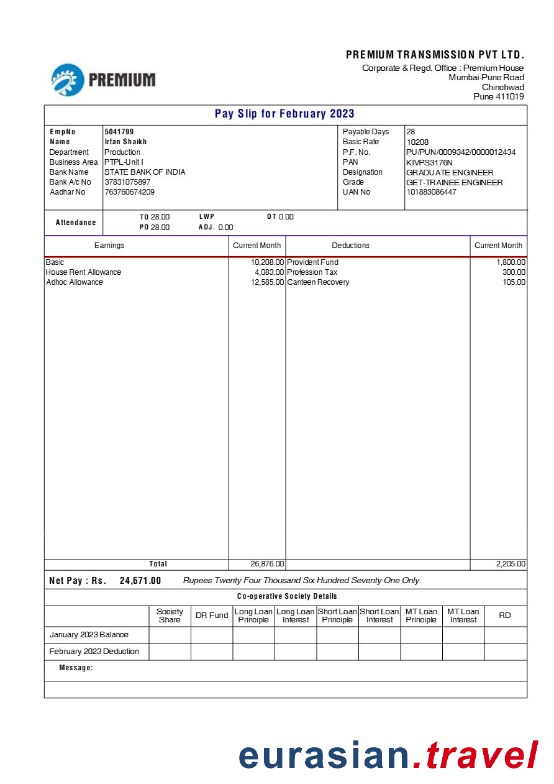 PREMIUM TRANSMISSION PVT LTD.
Corporate & Regd. Office : Premium House
Mumbai-Pune Road
Chinchwad
Pune 411019
PREMIUM
Pay Slip for February 2023
EmpNo 5041799 Payable Days 28
Name Irfan Shaikh Basic Rate 10208
Department Production P.F. No. PU/PUN/0009342/0000012434
Business Area PTPL-Unit I PAN KIVPS3176N
Bank Name STATE BANK OF INDIA Designation GRADUATE ENGINEER
Bank A/c No 37831075897 Grade GET-TRAINEE ENGINEER
Aadhar No 763760674209 UAN No 101883086447
Attendance TD 28.00 LWP OT 0.00
PD 28.00 ADJ. 0.00
Earnings Current Month Deductions Current Month
Basic 10,208.00 Provident Fund 1,800.00
House Rent Allowance 4,083.00 Profession Tax 300.00
Adhoc Allowance 12,585.00 Canteen Recovery 105.00
Total 26,876.00 2,205.00
Net Pay : Rs. 24,671.00 Rupees Twenty Four Thousand Six Hundred Seventy One Only.
Co-operative Society Details
Society Share DR Fund Long Loan Principle Long Loan Interest Short Loan Principle Short Loan Interest MT Loan Principle MT Loan Interest RD
January 2023 Balance
February 2023 Deduction
Message:
eurasian.travel